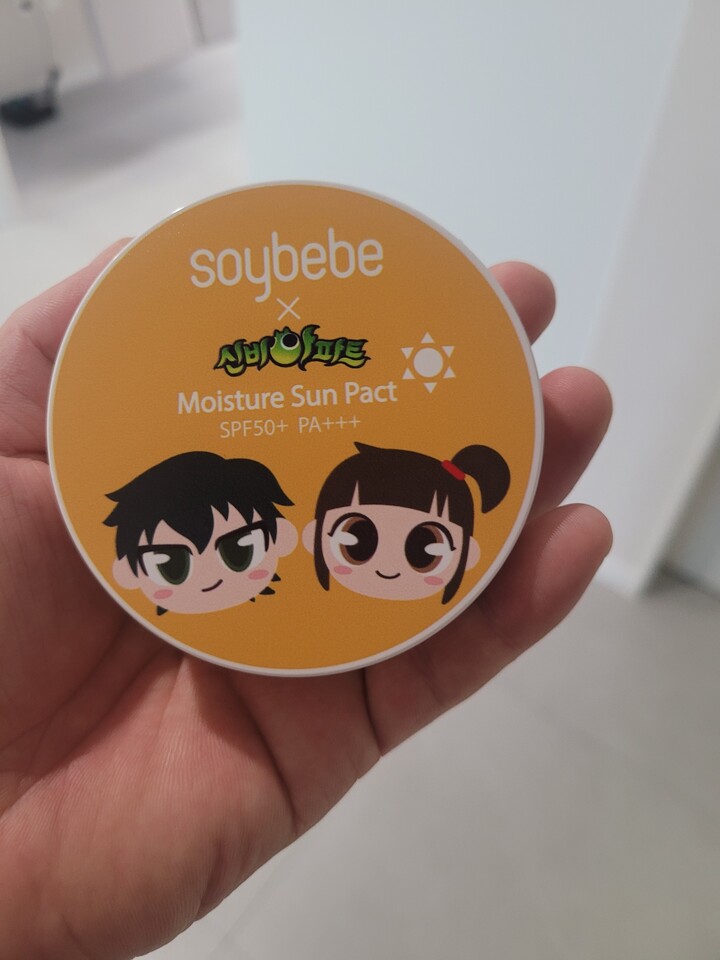 soybebe
×
신비아파트
Moisture Sun Pact
SPF50+ PA+++